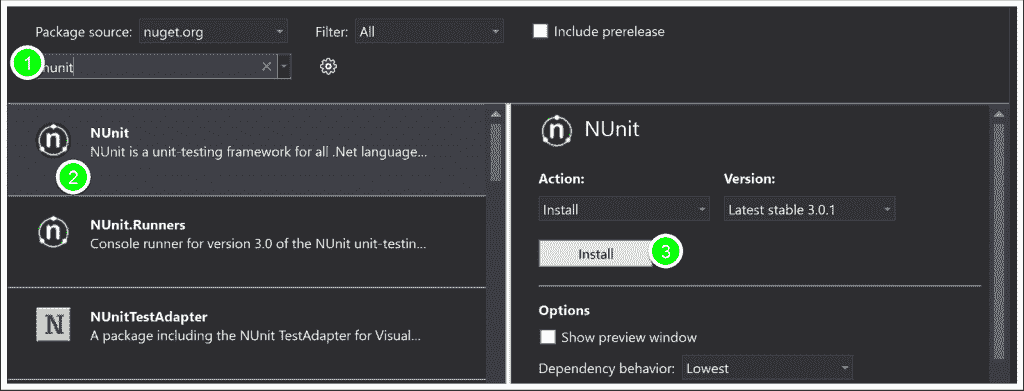 Package source: nuget.org Filter: All Include prerelease
1 nunit
NUnit
NUnit is a unit-testing framework for all .Net language...
2
NUnit.Runners
Console runner for version 3.0 of the NUnit unit-testin...
N NUnitTestAdapter
A package including the NUnit TestAdapter for Visual...
n NUnit
Action: Version:
Install Latest stable 3.0.1
Install 3
Options
Show preview window
Dependency behavior: Lowest